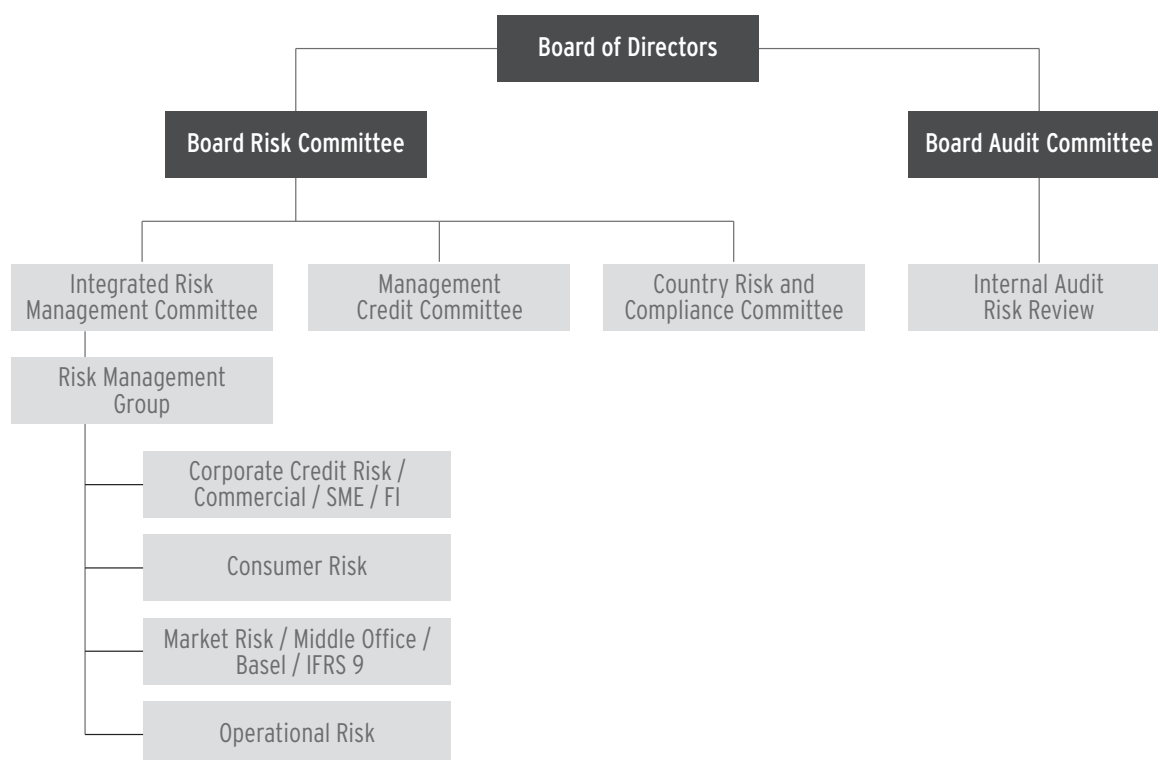 Board of Directors
Board Risk Committee
Board Audit Committee
Integrated Risk
Management Committee
Management
Credit Committee
Country Risk and
Compliance Committee
Internal Audit
Risk Review
Risk Management
Group
Corporate Credit Risk /
Commercial / SME / FI
Consumer Risk
Market Risk / Middle Office /
Basel / IFRS 9
Operational Risk